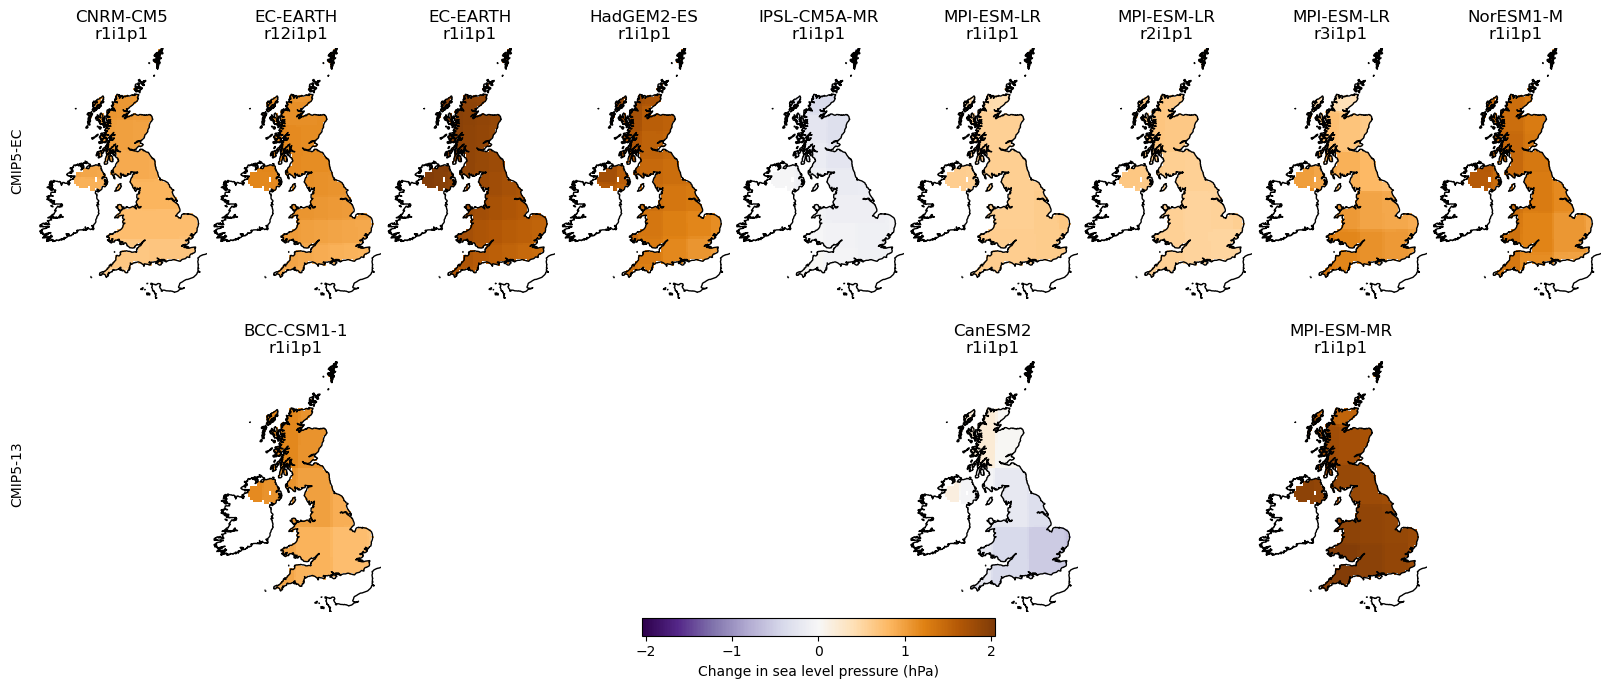 CNRM-CM5
r1i1p1
EC-EARTH
r12i1p1
EC-EARTH
r1i1p1
HadGEM2-ES
r1i1p1
IPSL-CM5A-MR
r1i1p1
MPI-ESM-LR
r1i1p1
MPI-ESM-LR
r2i1p1
MPI-ESM-LR
r3i1p1
NorESM1-M
r1i1p1
CMIP5-EC
BCC-CSM1-1
r1i1p1
CanESM2
r1i1p1
MPI-ESM-MR
r1i1p1
CMIP5-13
−2 −1 0 1 2
Change in sea level pressure (hPa)